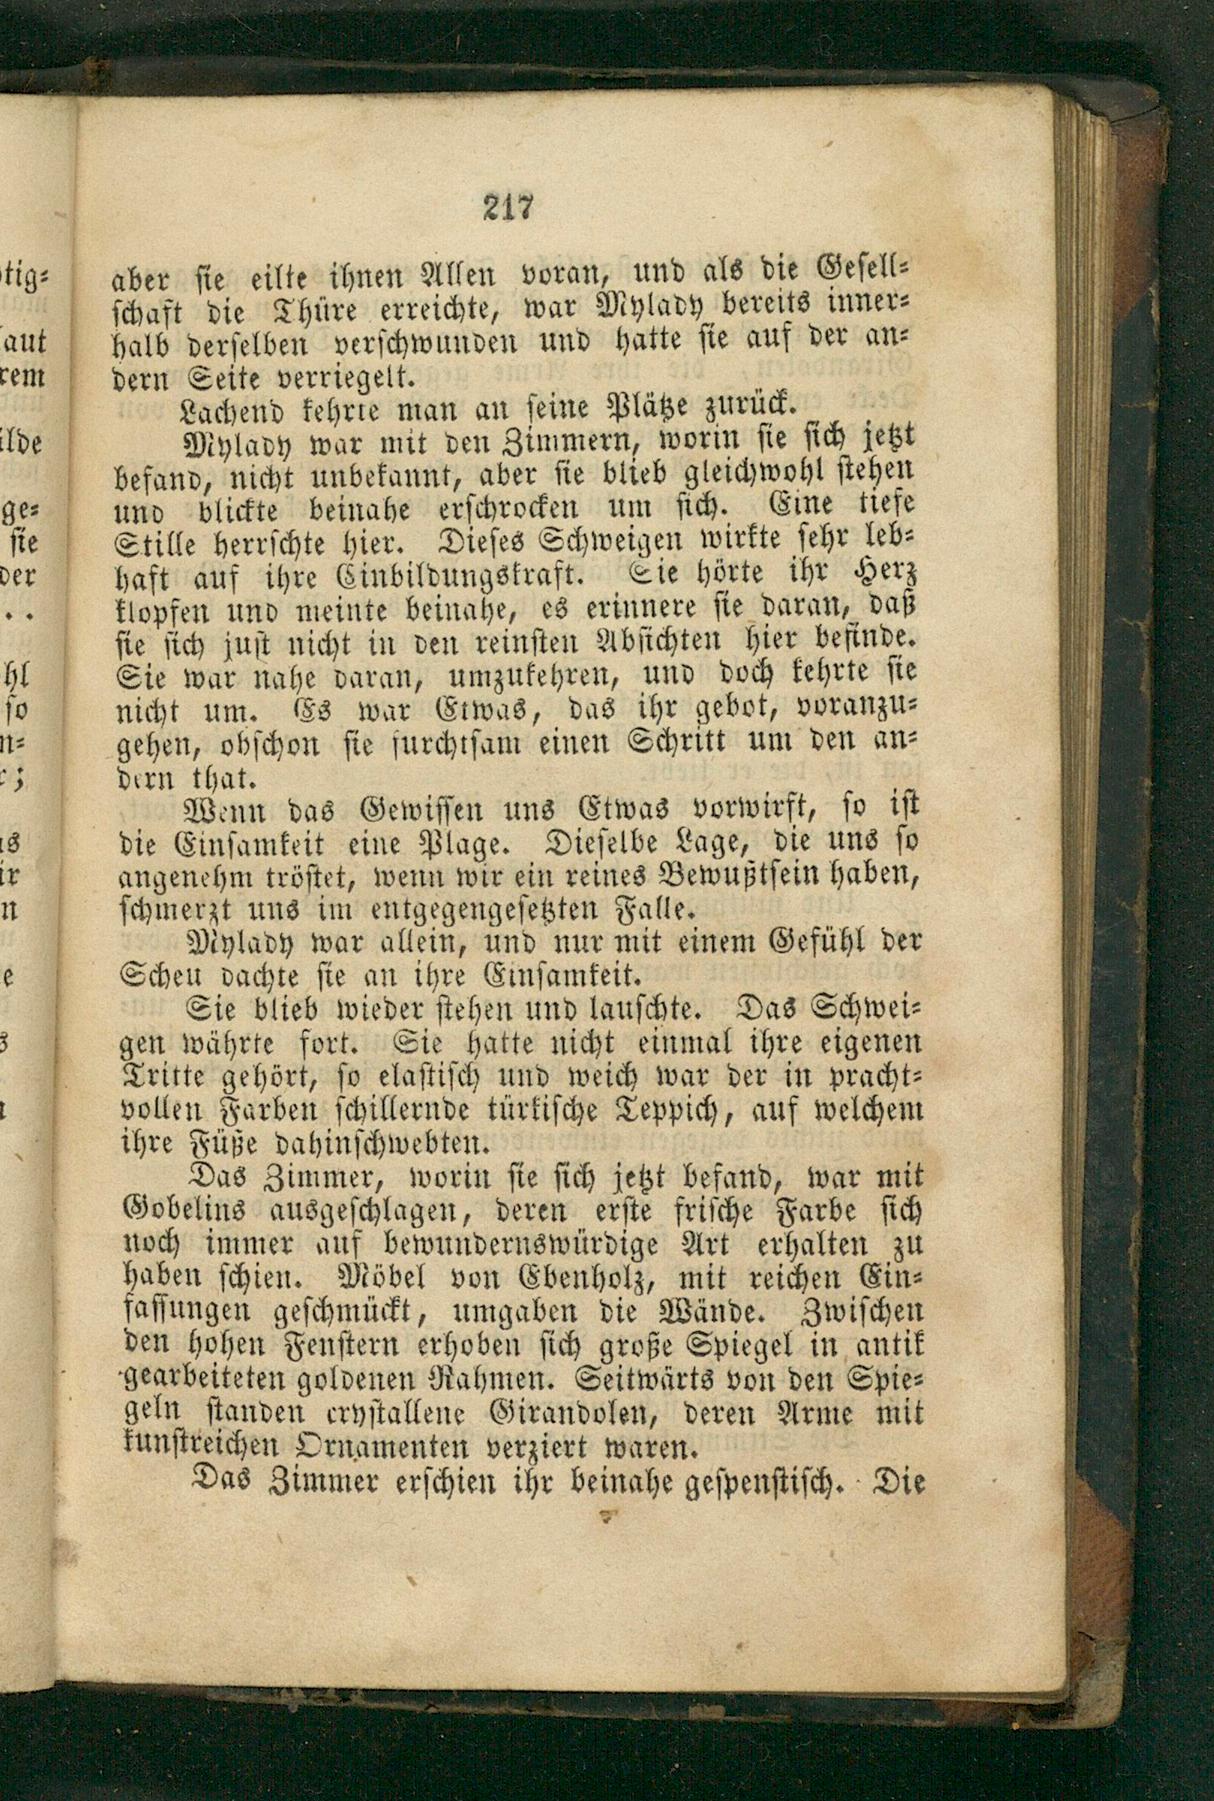 217
aber sie eilte ihnen Allen voran, und als die Gesell-
schaft die Thüre erreichte, war Mylady bereits inner-
halb derselben verschwunden und hatte sie auf der an-
dern Seite verriegelt.
Lachend kehrte man an seine Plätze zurück.
Mylady war mit den Zimmern, worin sie sich jetzt
befand, nicht unbekannt, aber sie blieb gleichwohl stehen
und blickte beinahe erschrocken um sich. Eine tiefe
Stille herrschte hier. Dieses Schweigen wirkte sehr leb-
haft auf ihre Einbildungskraft. Sie hörte ihr Herz
klopfen und meinte beinahe, es erinnere sie daran, daß
sie sich just nicht in den reinsten Absichten hier befinde.
Sie war nahe daran, umzukehren, und doch kehrte sie
nicht um. Es war Etwas, das ihr gebot, voranzu-
gehen, obschon sie furchtsam einen Schritt um den an-
dern that.
Wenn das Gewissen uns Etwas vorwirft, so ist
die Einsamkeit eine Plage. Dieselbe Lage, die uns so
angenehm tröstet, wenn wir ein reines Bewußtsein haben,
schmerzt uns im entgegengesetzten Falle.
Mylady war allein, und nur mit einem Gefühl der
Scheu dachte sie an ihre Einsamkeit.
Sie blieb wieder stehen und lauschte. Das Schwei-
gen währte fort. Sie hatte nicht einmal ihre eigenen
Tritte gehört, so elastisch und weich war der in pracht-
vollen Farben schillernde türkische Teppich, auf welchem
ihre Füße dahinschwebten.
Das Zimmer, worin sie sich jetzt befand, war mit
Gobelins ausgeschlagen, deren erste frische Farbe sich
noch immer auf bewundernswürdige Art erhalten zu
haben schien. Möbel von Ebenholz, mit reichen Ein-
fassungen geschmückt, umgaben die Wände. Zwischen
den hohen Fenstern erhoben sich große Spiegel in antik
gearbeiteten goldenen Rahmen. Seitwärts von den Spie-
geln standen crystallene Girandolen, deren Arme mit
kunstreichen Ornamenten verziert waren.
Das Zimmer erschien ihr beinahe gespenstisch. Die